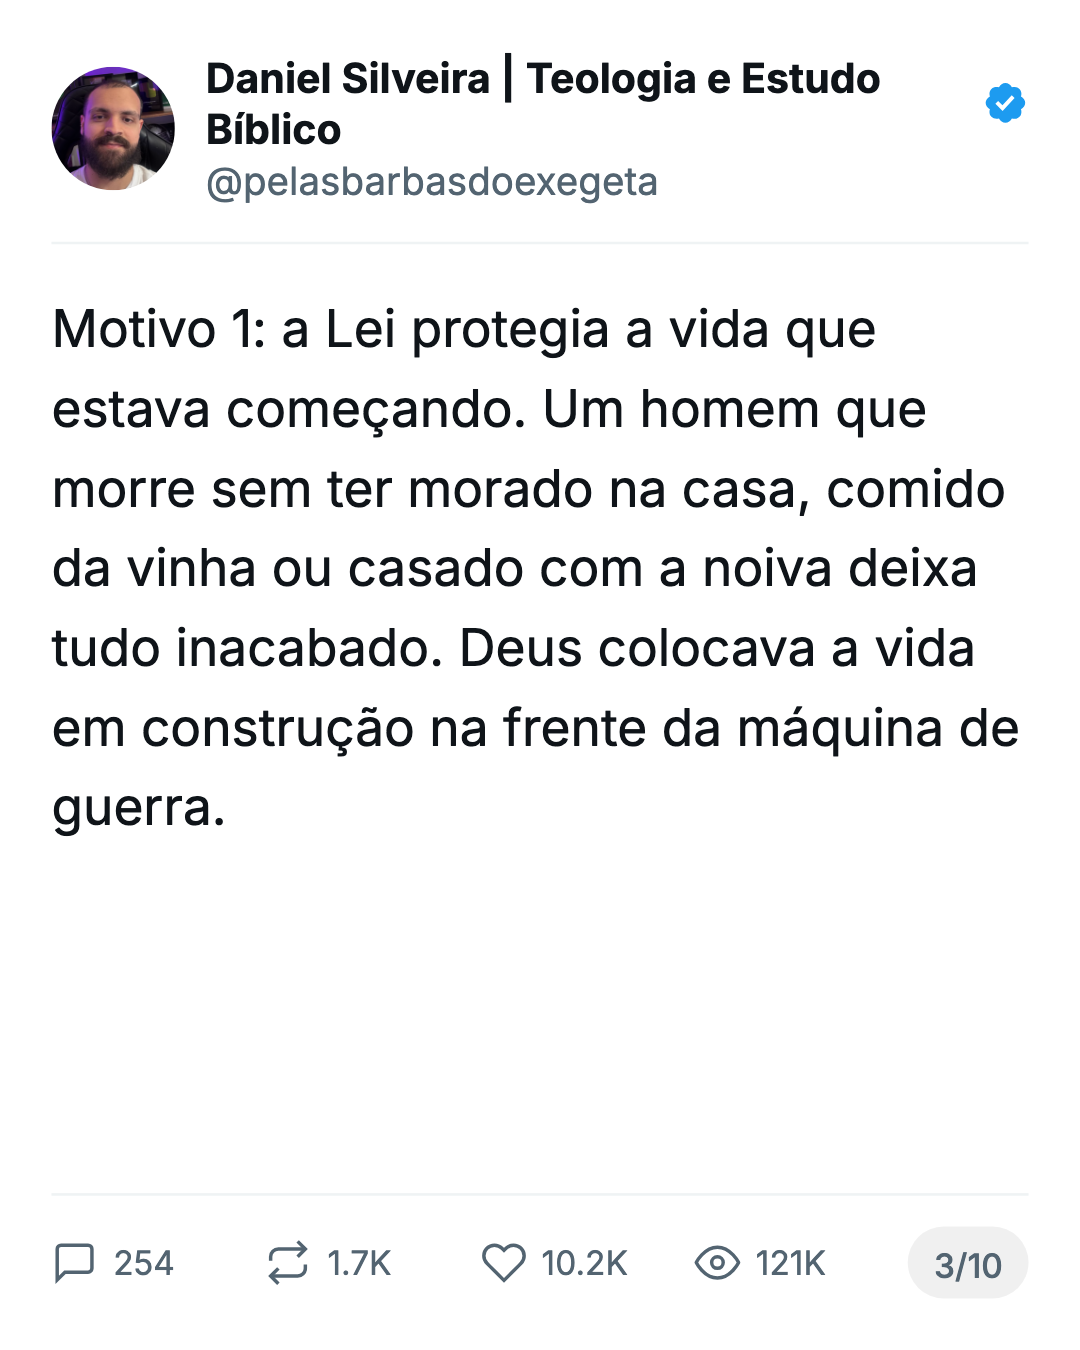 Daniel Silveira | Teologia e Estudo
Bíblico
@pelasbarbasdoexegeta
Motivo 1: a Lei protegia a vida que
estava começando. Um homem que
morre sem ter morado na casa, comido
da vinha ou casado com a noiva deixa
tudo inacabado. Deus colocava a vida
em construção na frente da máquina de
guerra.
254 1.7K 10.2K 121K 3/10